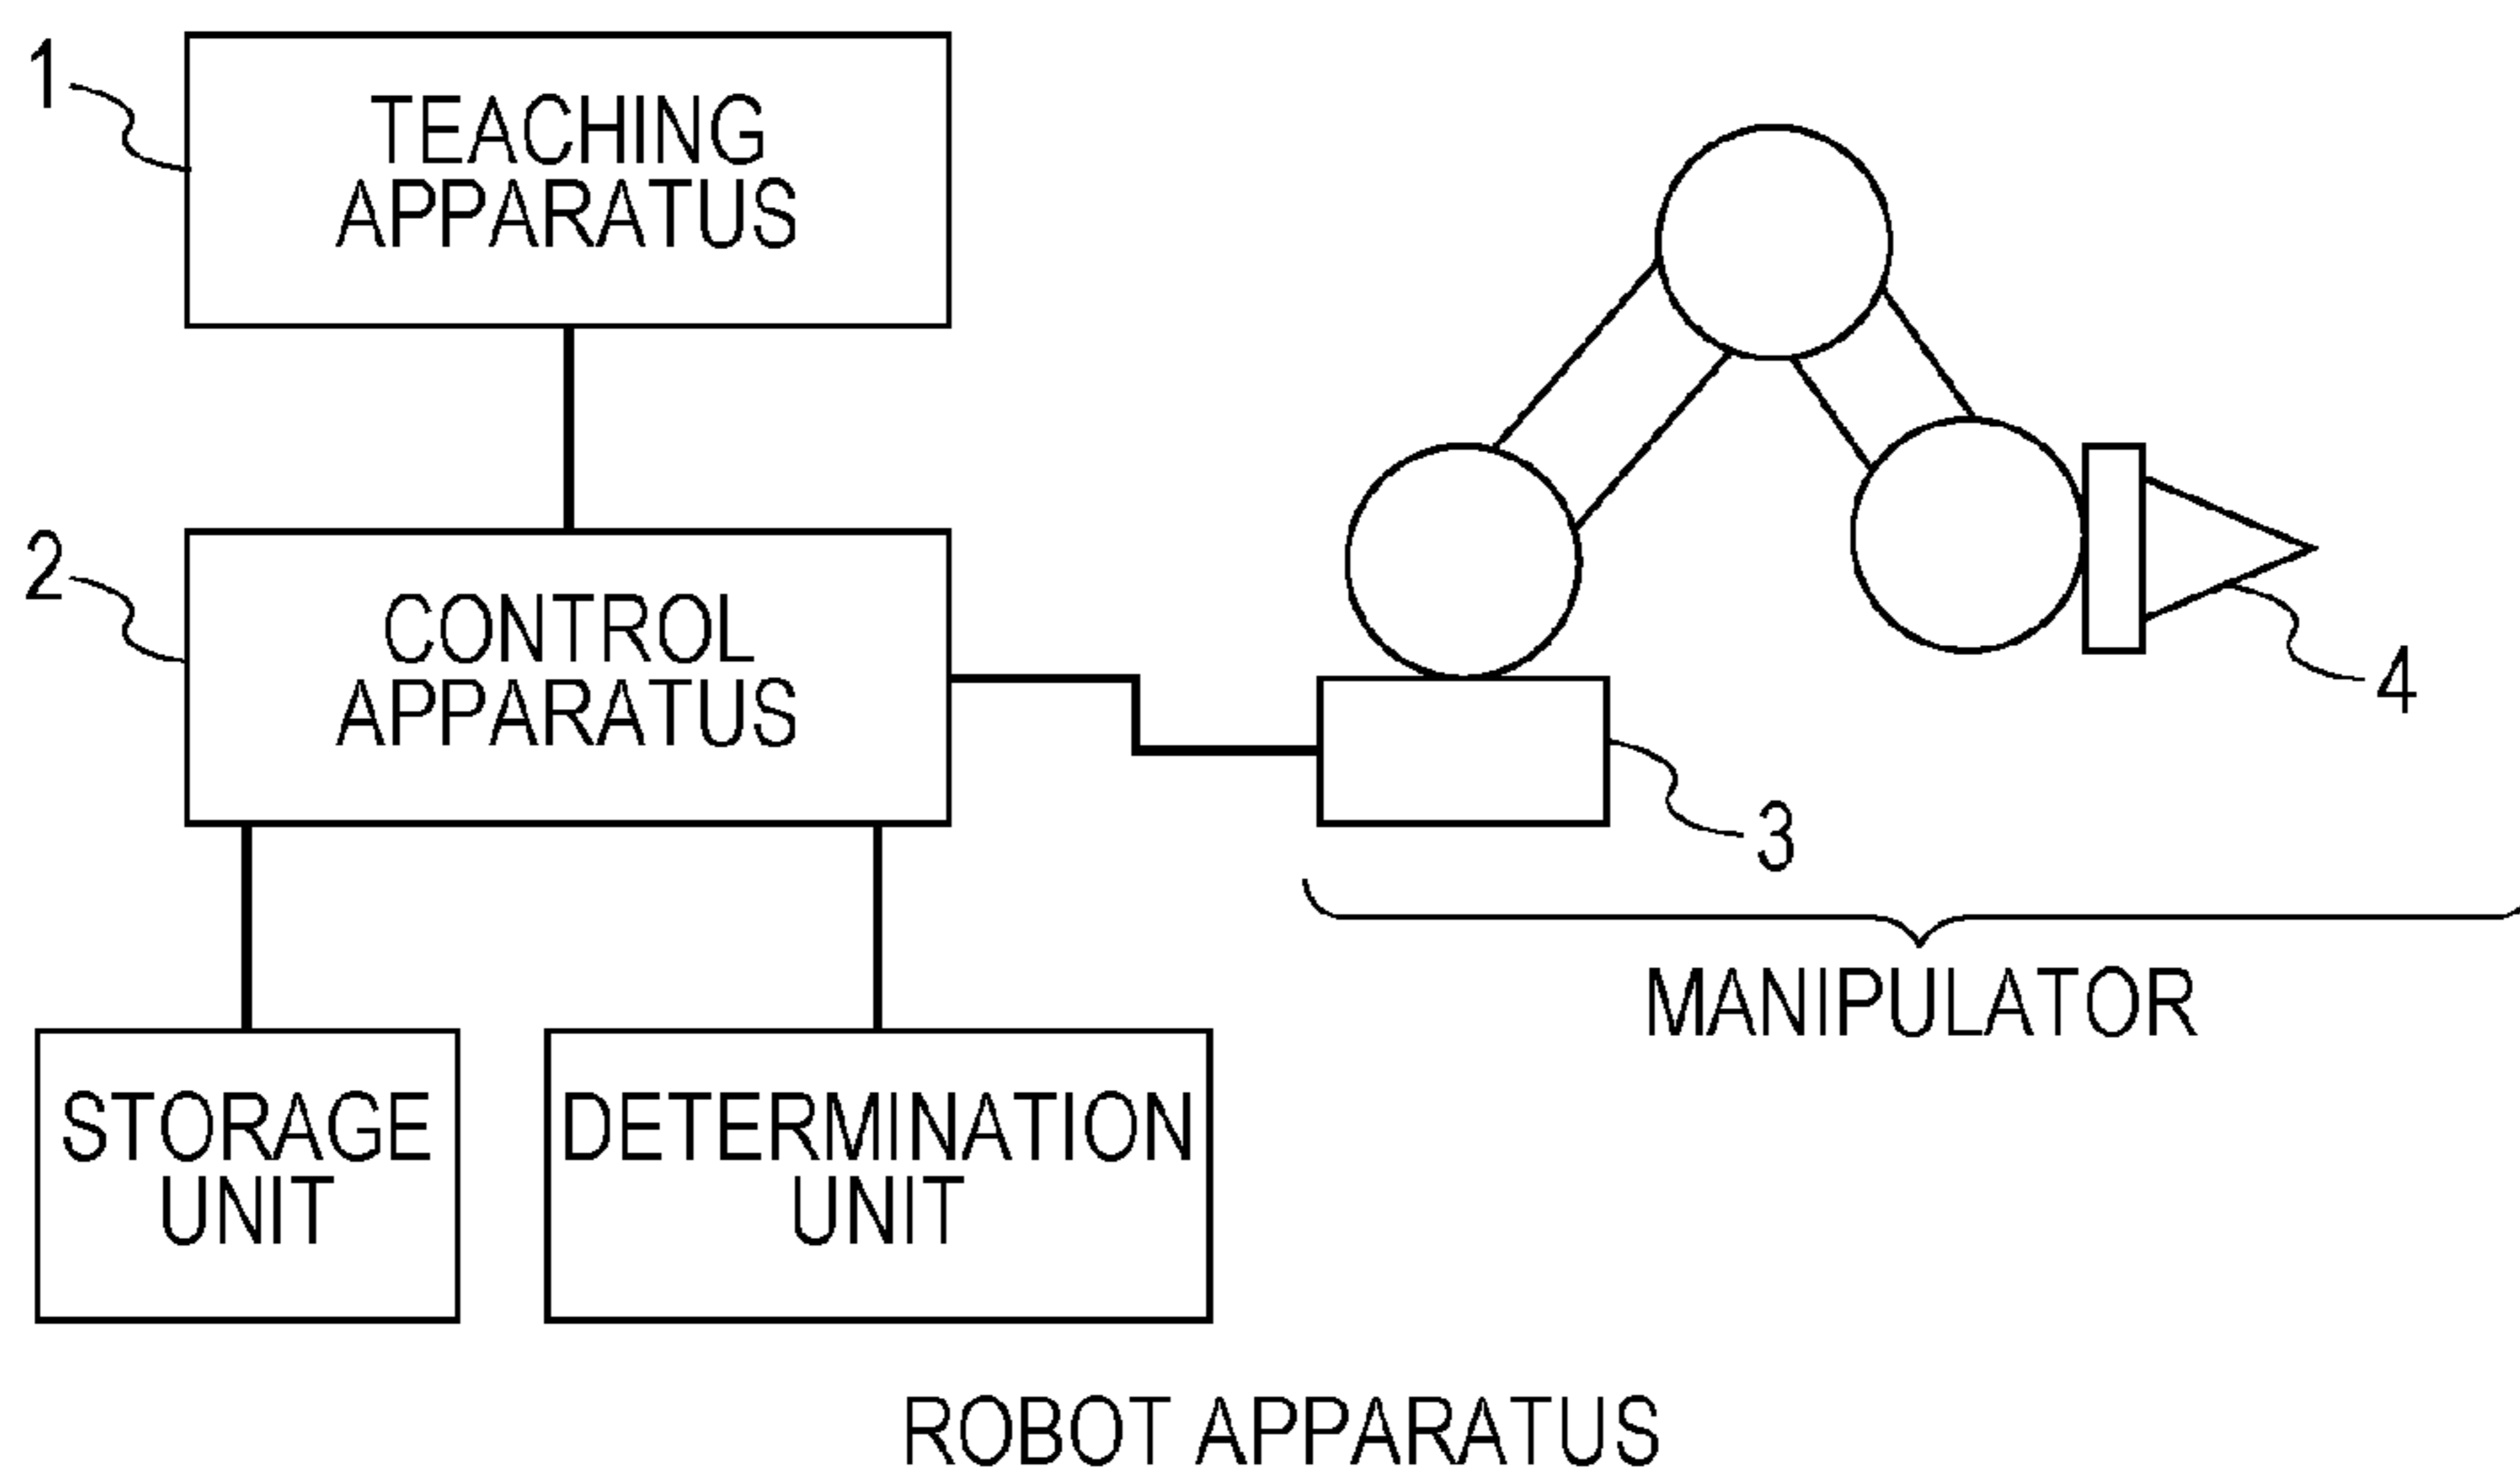 1
TEACHING
APPARATUS
2
CONTROL
APPARATUS
4
3
MANIPULATOR
STORAGE
UNIT
DETERMINATION
UNIT
ROBOT APPARATUS